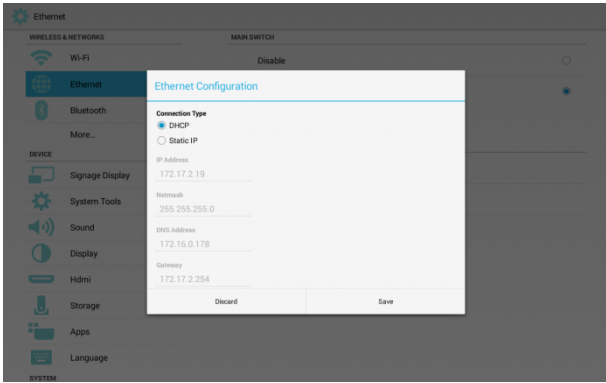 Ethernet
WIRELESS & NETWORKS
MAIN SWITCH
Wi-Fi
Disable
Ethernet
Bluetooth
More...
DEVICE
Signage Display
System Tools
Sound
Display
Hdmi
Storage
Apps
Language
SYSTEM
Ethernet Configuration
Connection Type
DHCP
Static IP
IP Address
172.17.2.19
Netmask
255.255.255.0
DNS Address
172.16.0.178
Gateway
172.17.2.254
Discard
Save